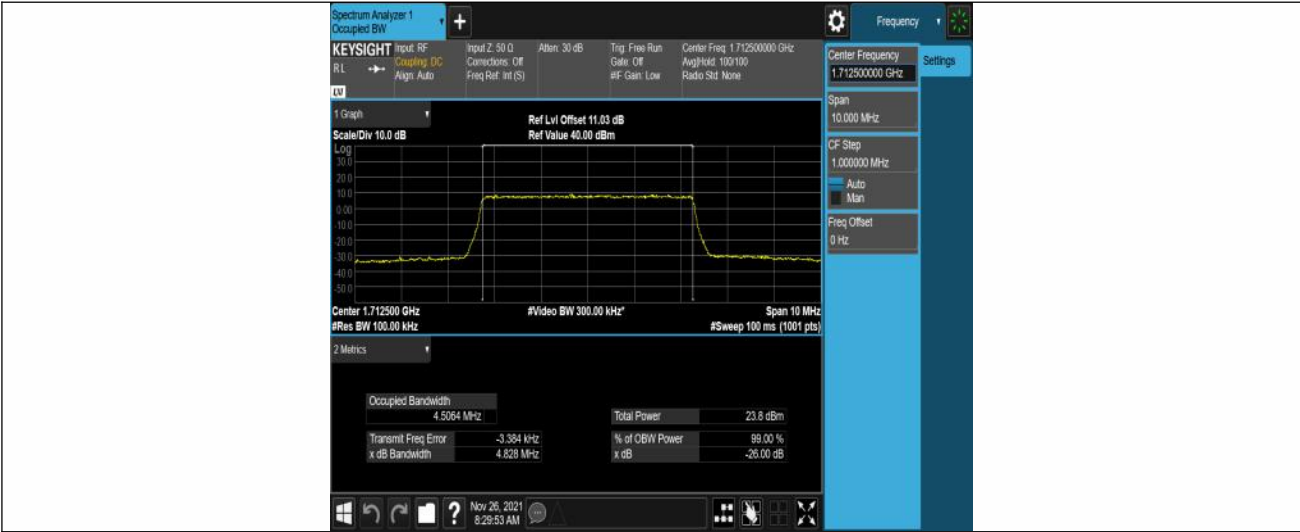 Spectrum Analyzer 1
Occupied BW
+
Frequency
KEYSIGHT
Input: RF
Coupling: DC
Align: Auto
Input Z: 50 Ω
Corrections: Off
Freq Ref: Int (S)
Atten: 30 dB
Trig: Free Run
Gate: Off
#IF Gain: Low
Center Freq: 1.712500000 GHz
Avg|Hold: 100/100
Radio Std: None
RL
LV
Center Frequency
1.712500000 GHz
Settings
Span
10.000 MHz
CF Step
1.000000 MHz
Auto
Man
Freq Offset
0 Hz
1 Graph
Scale/Div 10.0 dB
Ref Lvl Offset 11.03 dB
Ref Value 40.00 dBm
Log
30.0
20.0
10.0
0.00
-10.0
-20.0
-30.0
-40.0
-50.0
Center 1.712500 GHz
#Video BW 300.00 kHz*
Span 10 MHz
#Res BW 100.00 kHz
#Sweep 100 ms (1001 pts)
2 Metrics
Occupied Bandwidth
4.5064 MHz
Total Power 23.8 dBm
Transmit Freq Error -3.384 kHz
% of OBW Power 99.00 %
x dB Bandwidth 4.828 MHz
x dB -26.00 dB
?
Nov 26, 2021
8:29:53 AM